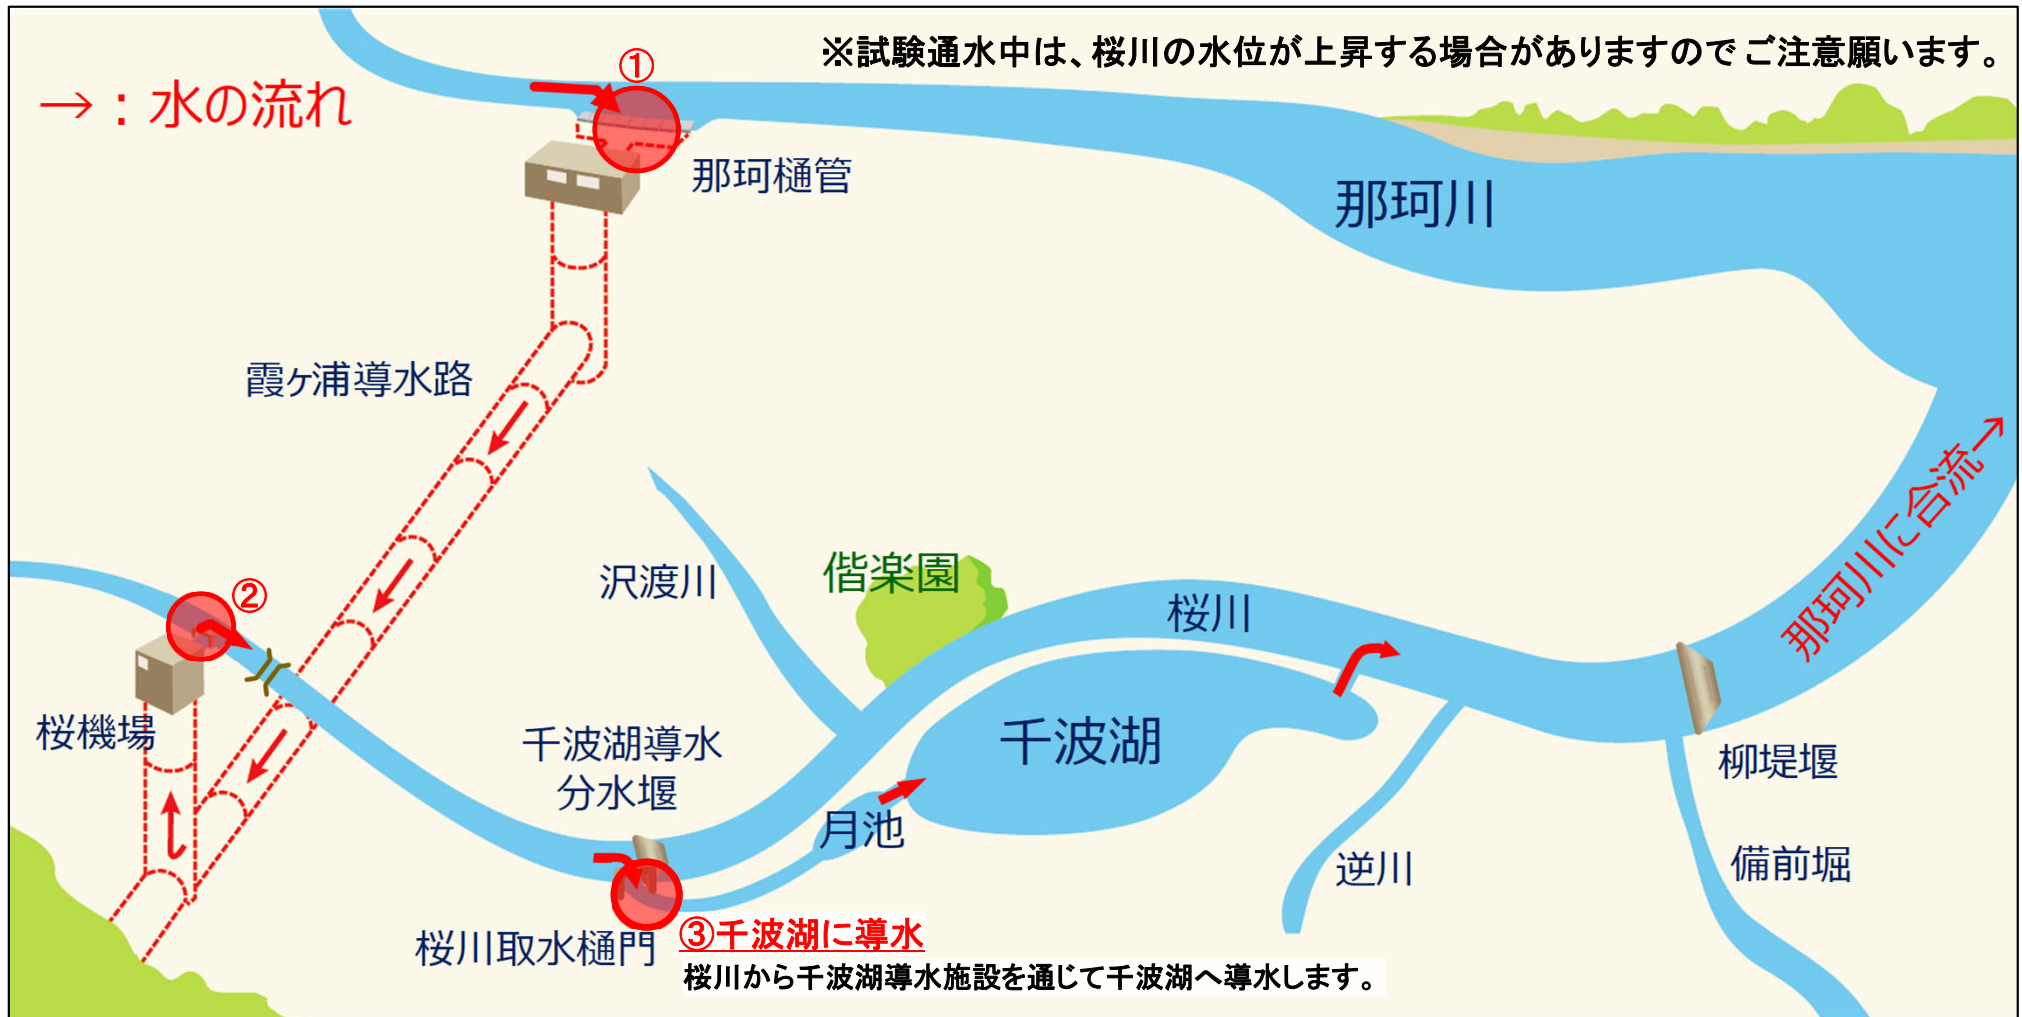 ※試験通水中は、桜川の水位が上昇する場合がありますのでご注意願います。
→：水の流れ
①
那珂樋管
那珂川
霞ヶ浦導水路
那珂川に合流→
沢渡川
偕楽園
②
桜川
桜機場
千波湖導水
分水堰
千波湖
柳堤堰
月池
逆川
備前堀
桜川取水樋門
③千波湖に導水
桜川から千波湖導水施設を通じて千波湖へ導水します。